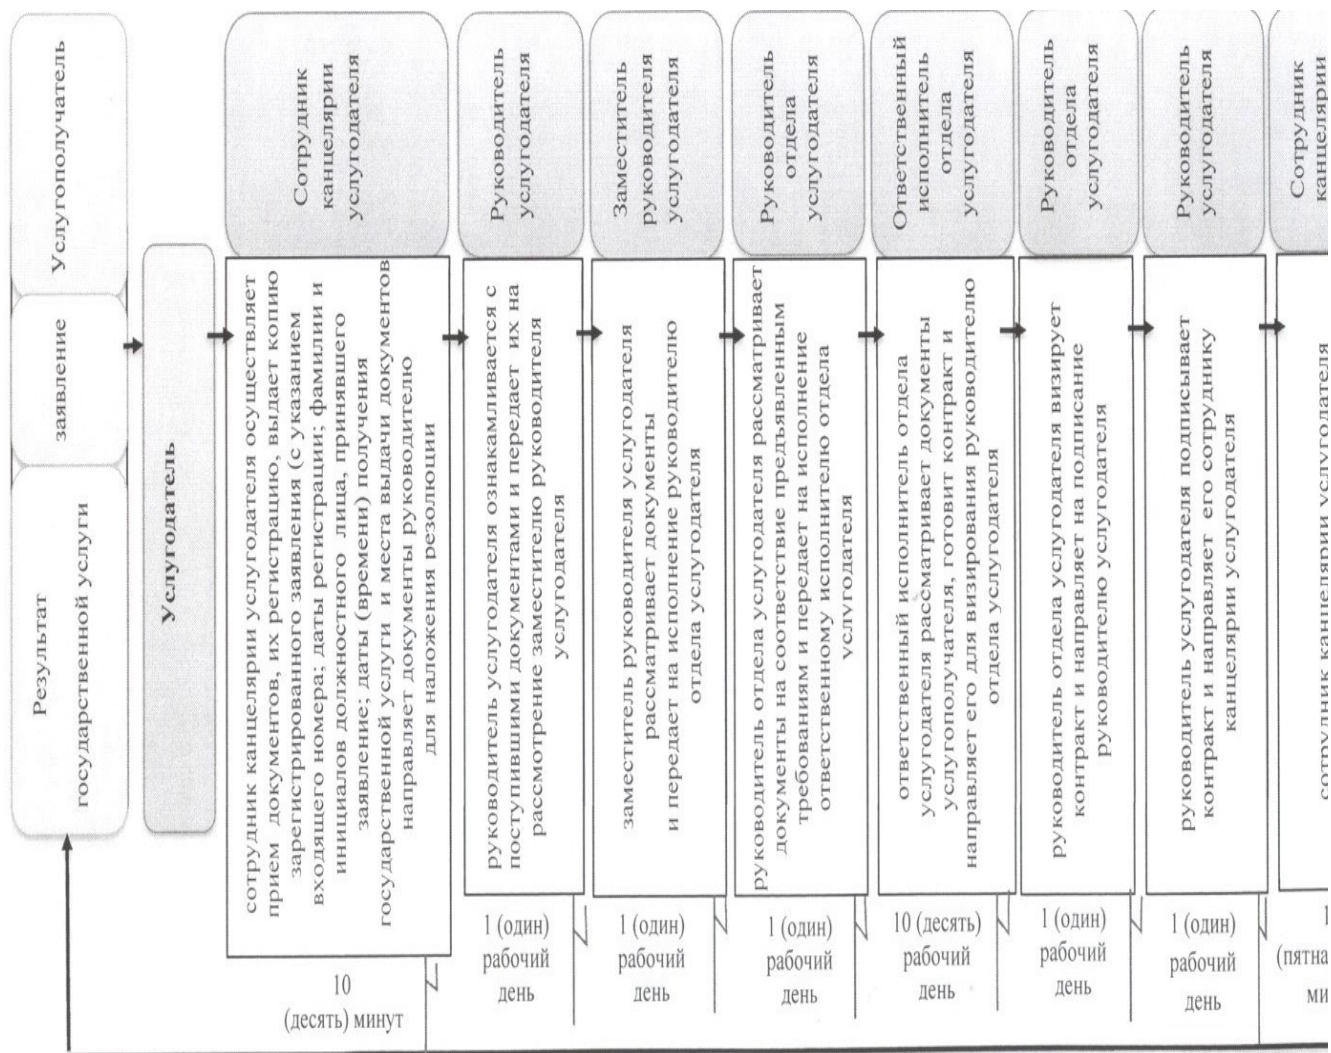 Услугополучатель
заявление
Результат
государственной услуги
Услугодатель
Сотрудник
канцелярии
услугодателя
сотрудник канцелярии услугодателя осуществляет
прием документов, их регистрацию, выдает копию
зарегистрированного заявления (с указанием
входящего номера; даты регистрации; фамилии и
инициалов должностного лица, принявшего
заявление; даты (времени) получения
государственной услуги и места выдачи документов
направляет документы руководителю
для наложения резолюции
10
(десять) минут
Руководитель
услугодателя
руководитель услугодателя ознакамливается с
поступившими документами и передает их на
рассмотрение заместителю руководителя
услугодателя
1 (один)
рабочий
день
Заместитель
руководителя
услугодателя
заместитель руководителя услугодателя
рассматривает документы
и передает на исполнение руководителю
отдела услугодателя
1 (один)
рабочий
день
Руководитель
отдела
услугодателя
руководитель отдела услугодателя рассматривает
документы на соответствие предъявленным
требованиям и передает на исполнение
ответственному исполнителю отдела
услугодателя
1 (один)
рабочий
день
Ответственный
исполнитель
отдела
услугодателя
ответственный исполнитель отдела
услугодателя рассматривает документы
услугополучателя, готовит контракт и
направляет его для визирования руководителю
отдела услугодателя
10 (десять)
рабочий
день
Руководитель
отдела
услугодателя
руководитель отдела услугодателя визирует
контракт и направляет на подписание
руководителю услугодателя
1 (один)
рабочий
день
Руководитель
услугодателя
руководитель услугодателя подписывает
контракт и направляет его сотруднику
канцелярии услугодателя
1 (один)
рабочий
день
Сотрудник
канцелярии
сотрудник канцелярии услугодателя
1
(пятна
ми